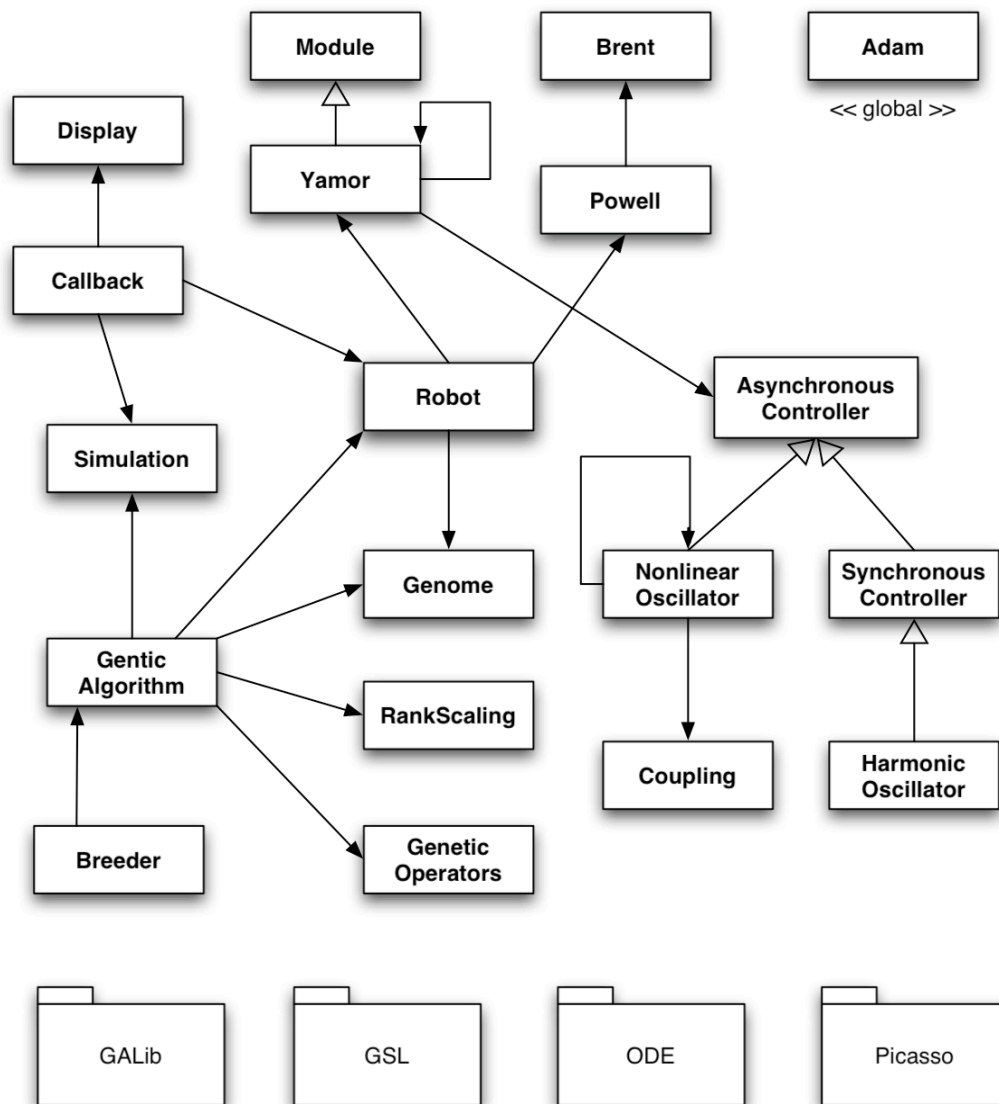 Module
Brent
Adam
<< global >>
Display
Yamor
Powell
Callback
Robot
Asynchronous
Controller
Simulation
Genome
Nonlinear
Oscillator
Synchronous
Controller
Gentic
Algorithm
RankScaling
Coupling
Harmonic
Oscillator
Breeder
Genetic
Operators
GALib
GSL
ODE
Picasso